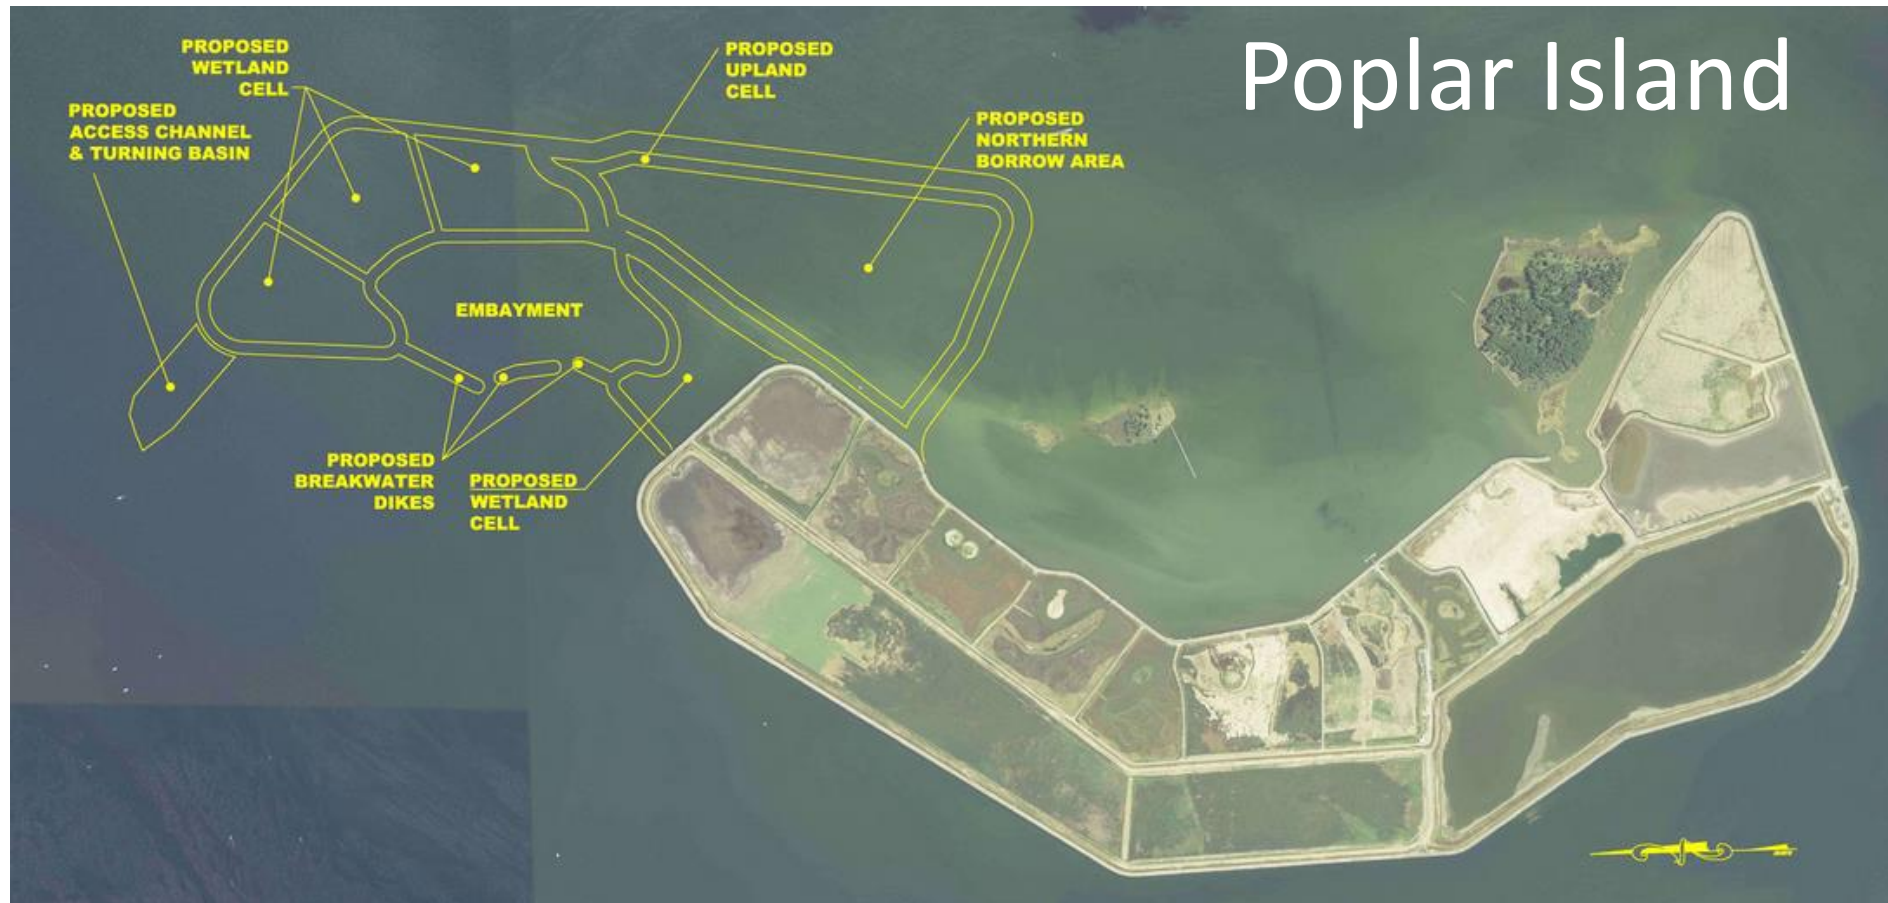 Poplar Island
PROPOSED
WETLAND
CELL
PROPOSED
UPLAND
CELL
PROPOSED
ACCESS CHANNEL
& TURNING BASIN
PROPOSED
NORTHERN
BORROW AREA
EMBAYMENT
PROPOSED
BREAKWATER
DIKES
PROPOSED
WETLAND
CELL